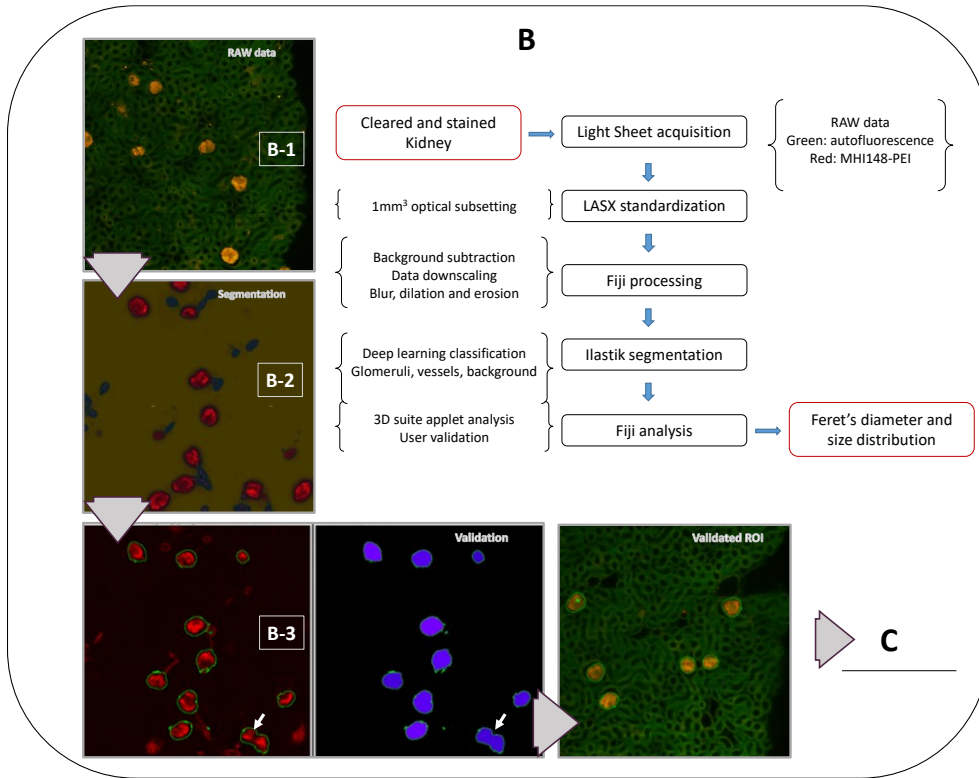 B
RAW data
B-1
Cleared and stained
Kidney
Light Sheet acquisition
RAW data
Green: autofluorescence
Red: MHI148-PEI
1mm³ optical subsetting
LASX standardization
Background subtraction
Data downscaling
Blur, dilation and erosion
Fiji processing
Segmentation
B-2
Deep learning classification
Glomeruli, vessels, background
Ilastik segmentation
3D suite applet analysis
User validation
Fiji analysis
Feret's diameter and
size distribution
B-3
Validation
Validated ROI
C